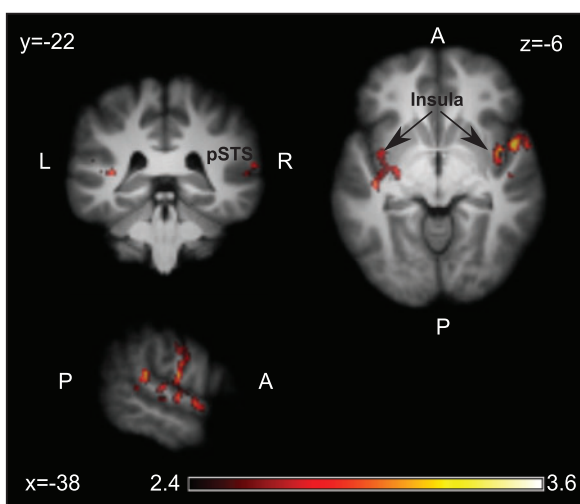 y=-22
A
z=-6
Insula
L
pSTS
R
P
P
A
x=-38
2.4
3.6